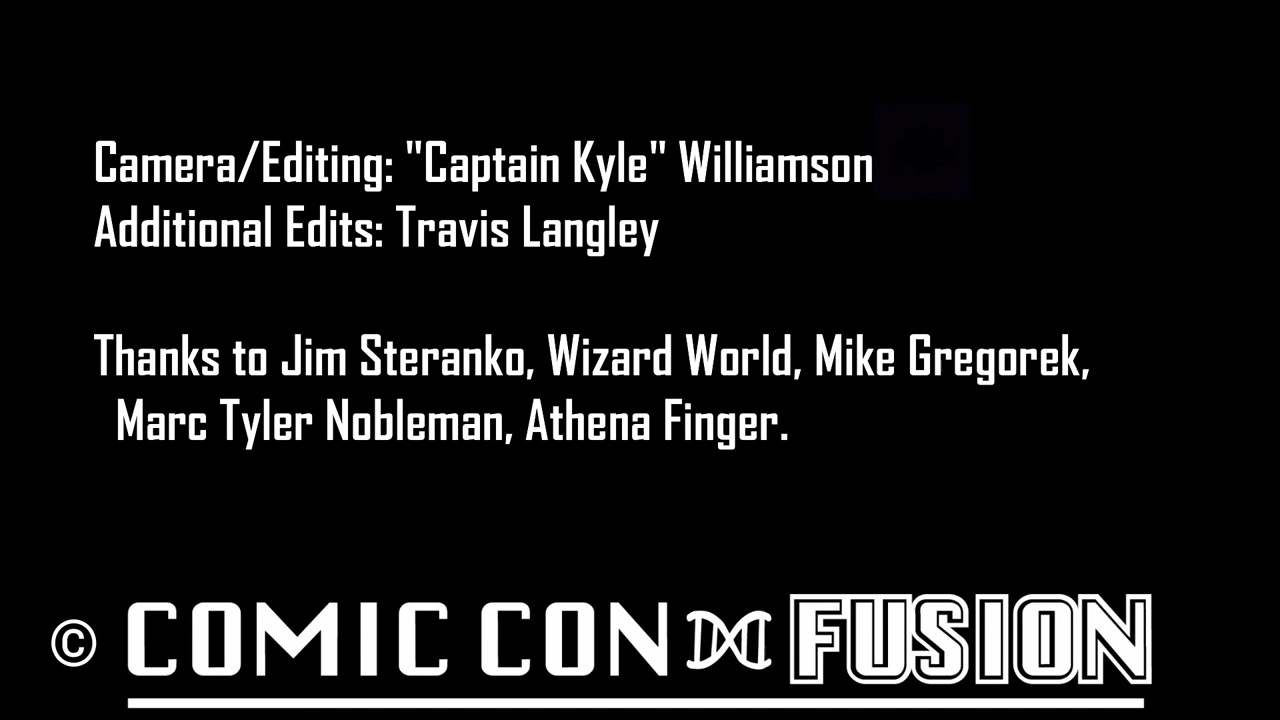 Camera/Editing: "Captain Kyle" Williamson
Additional Edits: Travis Langley
Thanks to Jim Steranko, Wizard World, Mike Gregorek,
Marc Tyler Nobleman, Athena Finger.
© COMIC CON FUSION